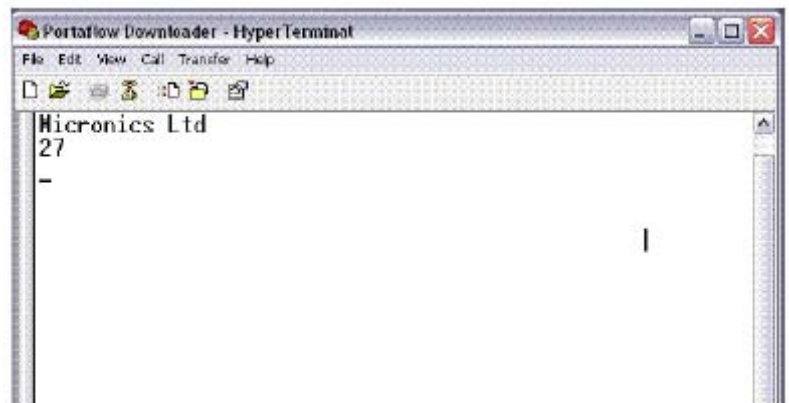 Portaflow Downloader - HyperTerminal
File Edit View Call Transfer Help
Micronics Ltd
27